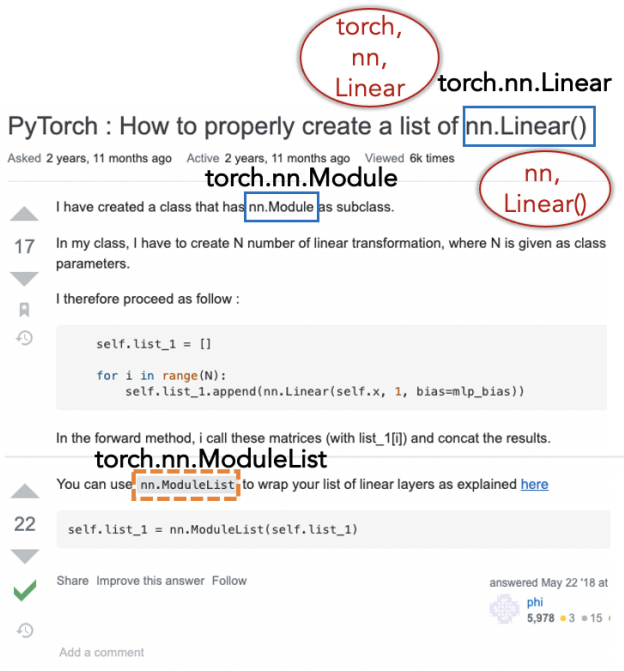 torch,
nn,
Linear
torch.nn.Linear
PyTorch : How to properly create a list of nn.Linear()
Asked 2 years, 11 months ago Active 2 years, 11 months ago Viewed 6k times
torch.nn.Module
nn,
Linear()
I have created a class that has nn.Module as subclass.
17
In my class, I have to create N number of linear transformation, where N is given as class
parameters.
I therefore proceed as follow :
self.list_1 = []
for i in range(N):
self.list_1.append(nn.Linear(self.x, 1, bias=mlp_bias))
In the forward method, i call these matrices (with list_1[i]) and concat the results.
torch.nn.ModuleList
You can use nn.ModuleList to wrap your list of linear layers as explained here
22
self.list_1 = nn.ModuleList(self.list_1)
Share Improve this answer Follow
answered May 22 '18 at
phi
5,978 3 15
Add a comment